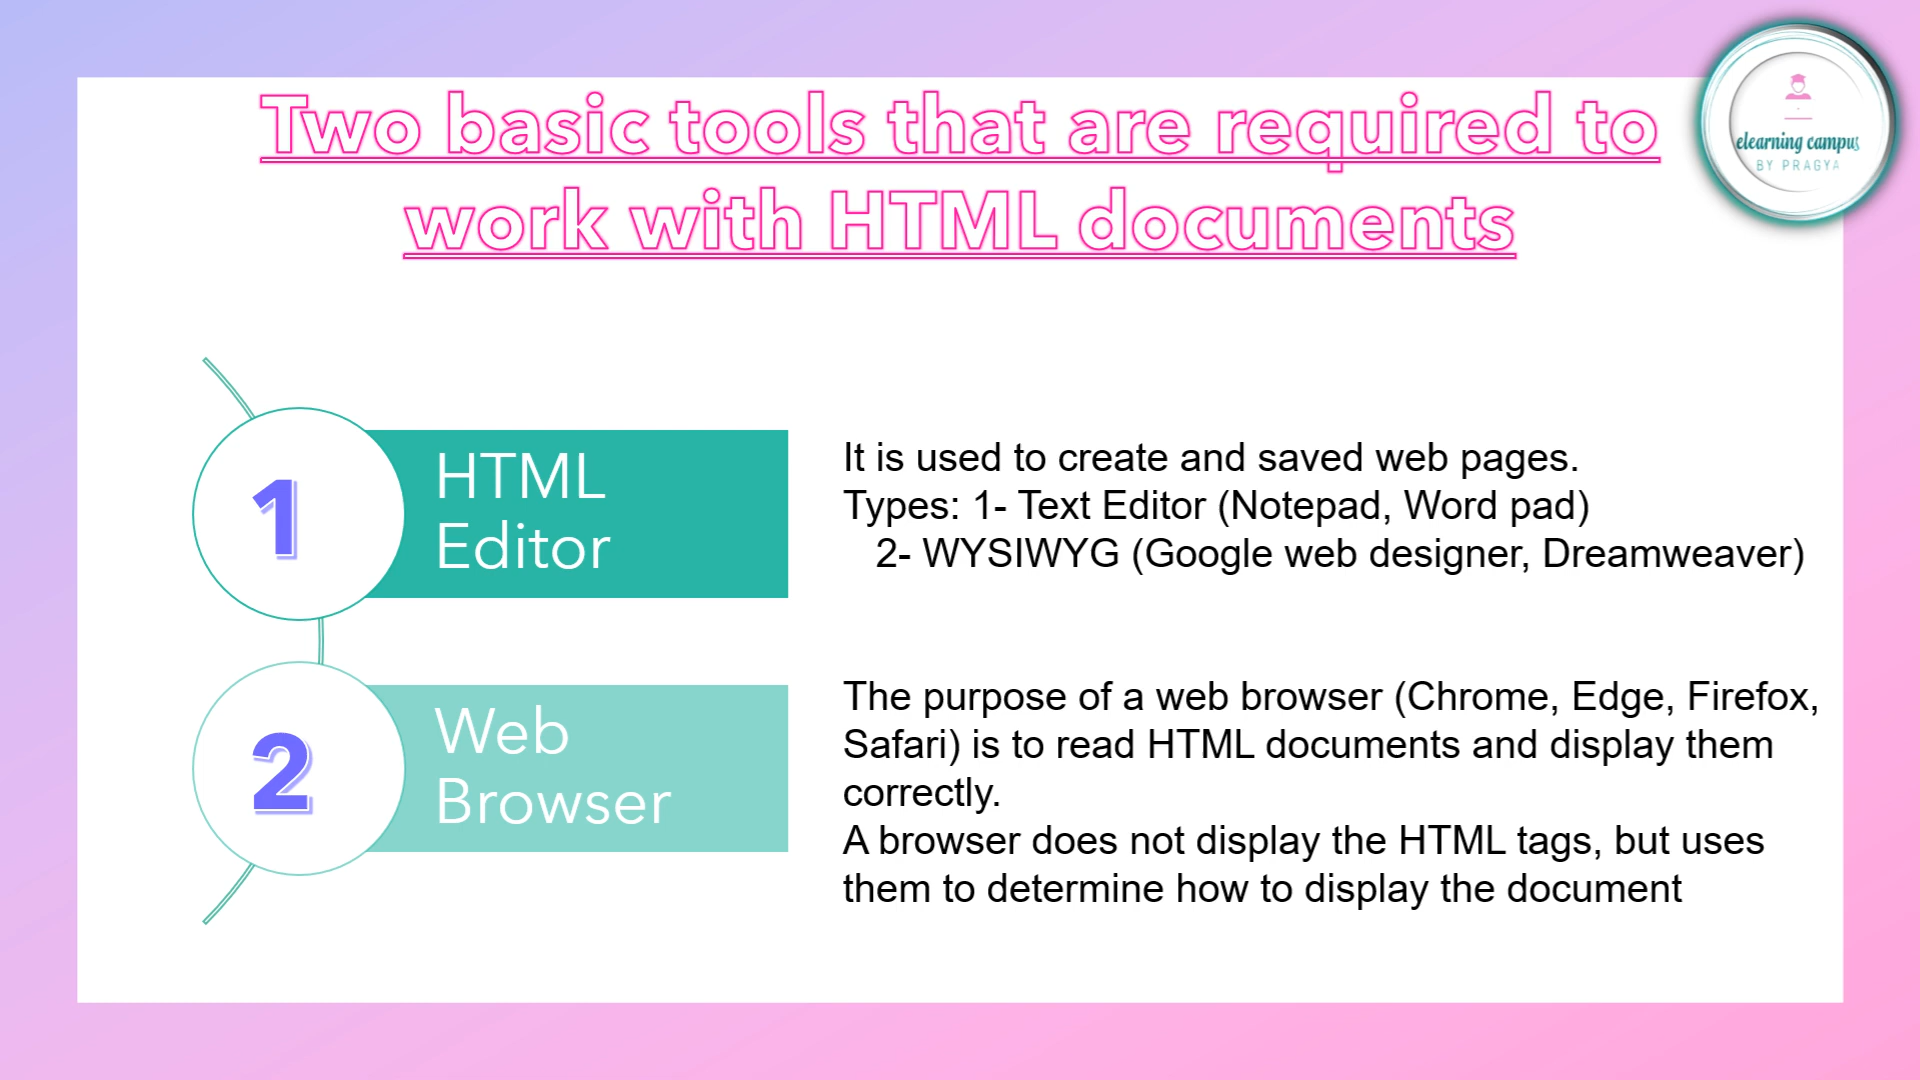 Two basic tools that are required to
work with HTML documents
elearning campus
BY PRAGYA
1
HTML
Editor
It is used to create and saved web pages.
Types: 1- Text Editor (Notepad, Word pad)
2- WYSIWYG (Google web designer, Dreamweaver)
2
Web
Browser
The purpose of a web browser (Chrome, Edge, Firefox,
Safari) is to read HTML documents and display them
correctly.
A browser does not display the HTML tags, but uses
them to determine how to display the document